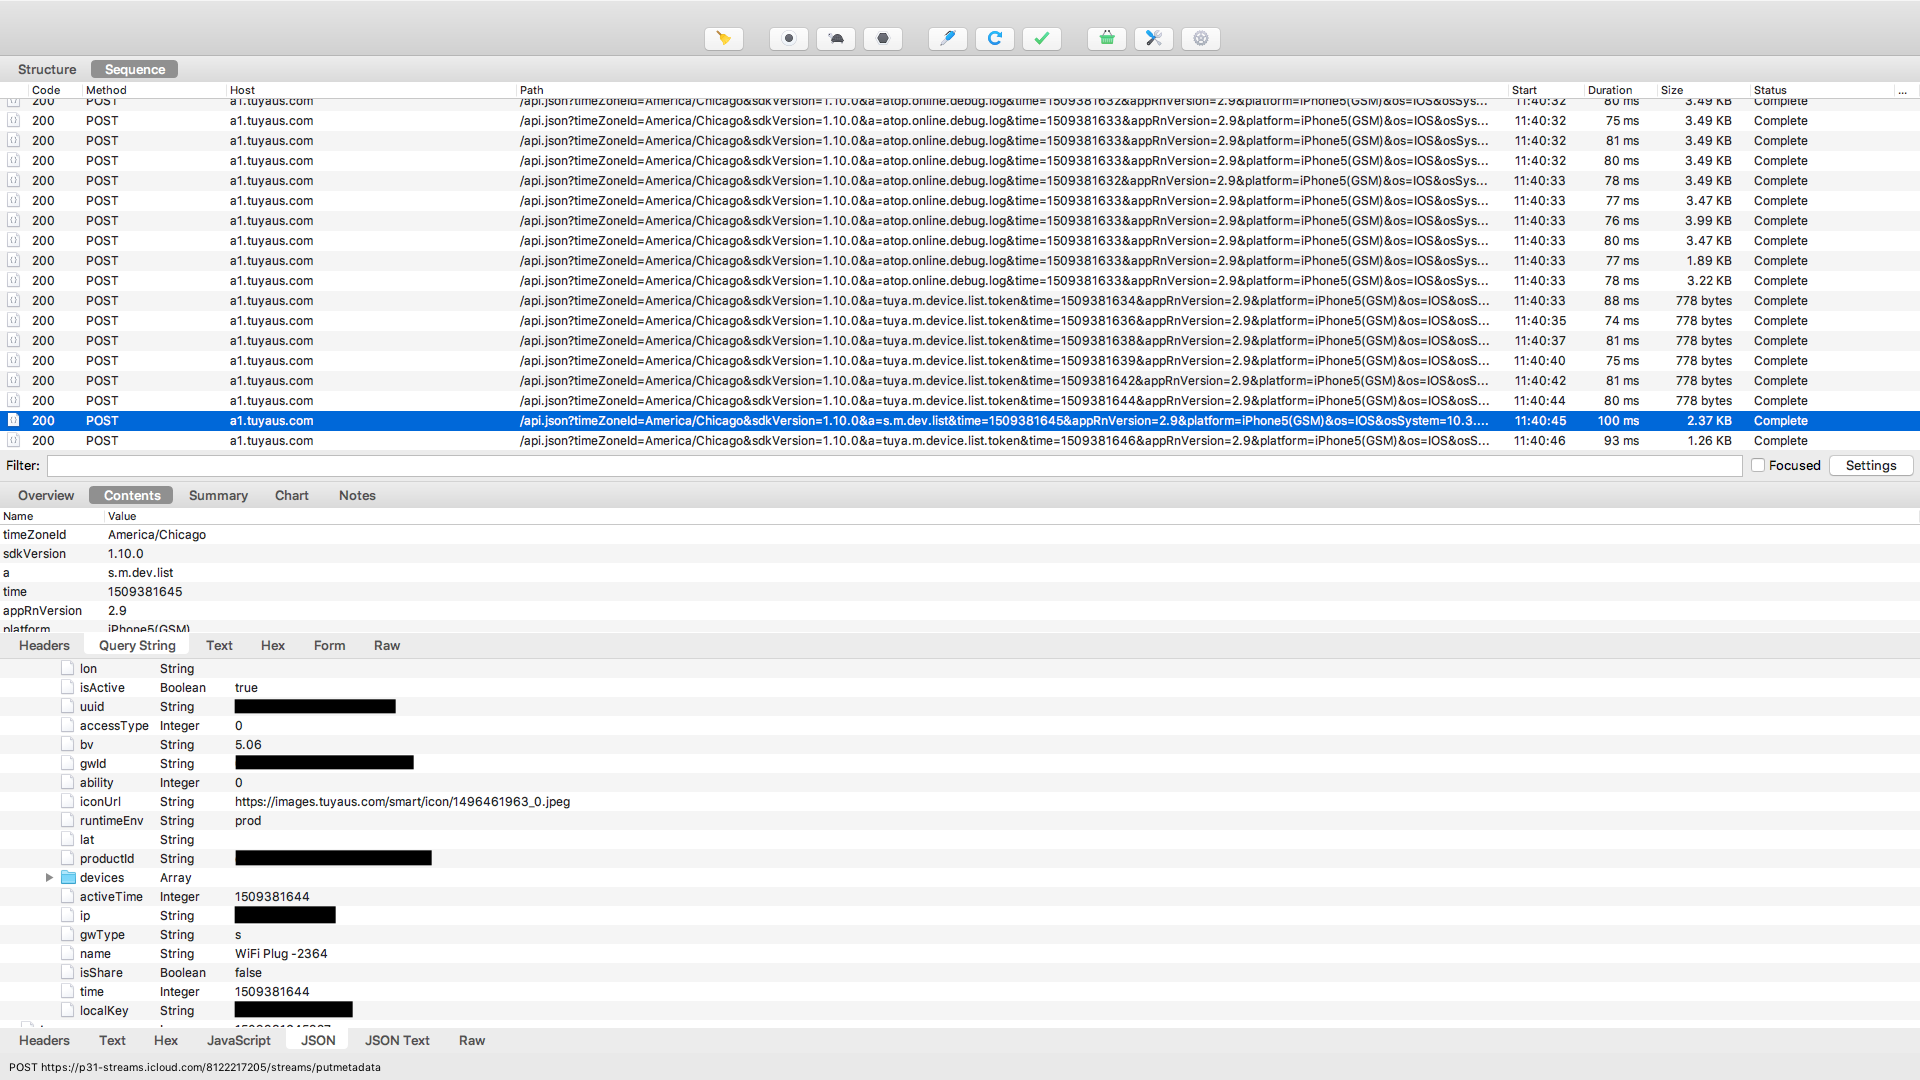 Structure Sequence
Code Method Host Path Start Duration Size Status ...
200 POST a1.tuyaus.com /api.json?timeZoneId=America/Chicago&sdkVersion=1.10.0&a=atop.online.debug.log&time=1509381632&appRnVersion=2.9&platform=iPhone5(GSM)&os=IOS&osSys... 11:40:32 80 ms 3.49 KB Complete
200 POST a1.tuyaus.com /api.json?timeZoneId=America/Chicago&sdkVersion=1.10.0&a=atop.online.debug.log&time=1509381633&appRnVersion=2.9&platform=iPhone5(GSM)&os=IOS&osSys... 11:40:32 75 ms 3.49 KB Complete
200 POST a1.tuyaus.com /api.json?timeZoneId=America/Chicago&sdkVersion=1.10.0&a=atop.online.debug.log&time=1509381633&appRnVersion=2.9&platform=iPhone5(GSM)&os=IOS&osSys... 11:40:32 81 ms 3.49 KB Complete
200 POST a1.tuyaus.com /api.json?timeZoneId=America/Chicago&sdkVersion=1.10.0&a=atop.online.debug.log&time=1509381633&appRnVersion=2.9&platform=iPhone5(GSM)&os=IOS&osSys... 11:40:32 80 ms 3.49 KB Complete
200 POST a1.tuyaus.com /api.json?timeZoneId=America/Chicago&sdkVersion=1.10.0&a=atop.online.debug.log&time=1509381632&appRnVersion=2.9&platform=iPhone5(GSM)&os=IOS&osSys... 11:40:33 78 ms 3.49 KB Complete
200 POST a1.tuyaus.com /api.json?timeZoneId=America/Chicago&sdkVersion=1.10.0&a=atop.online.debug.log&time=1509381633&appRnVersion=2.9&platform=iPhone5(GSM)&os=IOS&osSys... 11:40:33 77 ms 3.47 KB Complete
200 POST a1.tuyaus.com /api.json?timeZoneId=America/Chicago&sdkVersion=1.10.0&a=atop.online.debug.log&time=1509381633&appRnVersion=2.9&platform=iPhone5(GSM)&os=IOS&osSys... 11:40:33 76 ms 3.99 KB Complete
200 POST a1.tuyaus.com /api.json?timeZoneId=America/Chicago&sdkVersion=1.10.0&a=atop.online.debug.log&time=1509381633&appRnVersion=2.9&platform=iPhone5(GSM)&os=IOS&osSys... 11:40:33 80 ms 3.47 KB Complete
200 POST a1.tuyaus.com /api.json?timeZoneId=America/Chicago&sdkVersion=1.10.0&a=atop.online.debug.log&time=1509381633&appRnVersion=2.9&platform=iPhone5(GSM)&os=IOS&osSys... 11:40:33 77 ms 1.89 KB Complete
200 POST a1.tuyaus.com /api.json?timeZoneId=America/Chicago&sdkVersion=1.10.0&a=atop.online.debug.log&time=1509381633&appRnVersion=2.9&platform=iPhone5(GSM)&os=IOS&osSys... 11:40:33 78 ms 3.22 KB Complete
200 POST a1.tuyaus.com /api.json?timeZoneId=America/Chicago&sdkVersion=1.10.0&a=tuya.m.device.list.token&time=1509381634&appRnVersion=2.9&platform=iPhone5(GSM)&os=IOS&osS... 11:40:33 88 ms 778 bytes Complete
200 POST a1.tuyaus.com /api.json?timeZoneId=America/Chicago&sdkVersion=1.10.0&a=tuya.m.device.list.token&time=1509381636&appRnVersion=2.9&platform=iPhone5(GSM)&os=IOS&osS... 11:40:35 74 ms 778 bytes Complete
200 POST a1.tuyaus.com /api.json?timeZoneId=America/Chicago&sdkVersion=1.10.0&a=tuya.m.device.list.token&time=1509381638&appRnVersion=2.9&platform=iPhone5(GSM)&os=IOS&osS... 11:40:37 81 ms 778 bytes Complete
200 POST a1.tuyaus.com /api.json?timeZoneId=America/Chicago&sdkVersion=1.10.0&a=tuya.m.device.list.token&time=1509381639&appRnVersion=2.9&platform=iPhone5(GSM)&os=IOS&osS... 11:40:40 75 ms 778 bytes Complete
200 POST a1.tuyaus.com /api.json?timeZoneId=America/Chicago&sdkVersion=1.10.0&a=tuya.m.device.list.token&time=1509381642&appRnVersion=2.9&platform=iPhone5(GSM)&os=IOS&osS... 11:40:42 81 ms 778 bytes Complete
200 POST a1.tuyaus.com /api.json?timeZoneId=America/Chicago&sdkVersion=1.10.0&a=tuya.m.device.list.token&time=1509381644&appRnVersion=2.9&platform=iPhone5(GSM)&os=IOS&osS... 11:40:44 80 ms 778 bytes Complete
200 POST a1.tuyaus.com /api.json?timeZoneId=America/Chicago&sdkVersion=1.10.0&a=s.m.dev.list&time=1509381645&appRnVersion=2.9&platform=iPhone5(GSM)&os=IOS&osSystem=10.3.... 11:40:45 100 ms 2.37 KB Complete
200 POST a1.tuyaus.com /api.json?timeZoneId=America/Chicago&sdkVersion=1.10.0&a=tuya.m.device.list.token&time=1509381646&appRnVersion=2.9&platform=iPhone5(GSM)&os=IOS&osS... 11:40:46 93 ms 1.26 KB Complete
Filter: Focused Settings
Overview Contents Summary Chart Notes
Name Value
timeZoneId America/Chicago
sdkVersion 1.10.0
a s.m.dev.list
time 1509381645
appRnVersion 2.9
platform iPhone5(GSM)
Headers Query String Text Hex Form Raw
lon String
isActive Boolean true
uuid String
accessType Integer 0
bv String 5.06
gwId String
ability Integer 0
iconUrl String https://images.tuyaus.com/smart/icon/1496461963_0.jpeg
runtimeEnv String prod
lat String
productId String
devices Array
activeTime Integer 1509381644
ip String
gwType String s
name String WiFi Plug -2364
isShare Boolean false
time Integer 1509381644
localKey String
Headers Text Hex JavaScript JSON JSON Text Raw
POST https://p31-streams.icloud.com/8122217205/streams/putmetadata